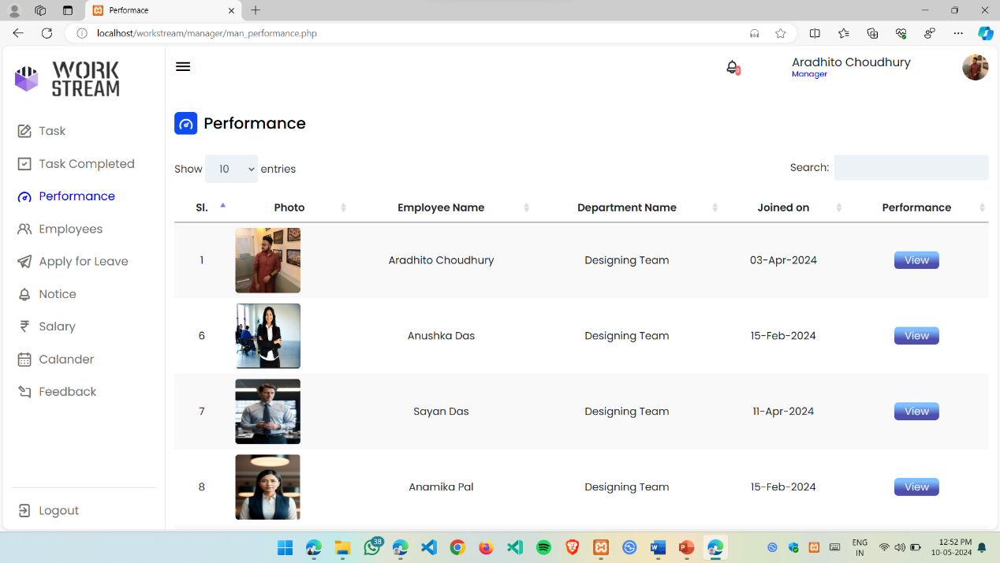 Performace
localhost/workstream/manager/man_performance.php
WORK
STREAM
Aradhito Choudhury
Manager
0
Task
Task Completed
Performance
Employees
Apply for Leave
Notice
Salary
Calander
Feedback
Logout
Performance
Show 10 entries
Search:
Sl. Photo Employee Name Department Name Joined on Performance
1 Aradhito Choudhury Designing Team 03-Apr-2024 View
6 Anushka Das Designing Team 15-Feb-2024 View
7 Sayan Das Designing Team 11-Apr-2024 View
8 Anamika Pal Designing Team 15-Feb-2024 View
38
ENG
IN
12:52 PM
10-05-2024